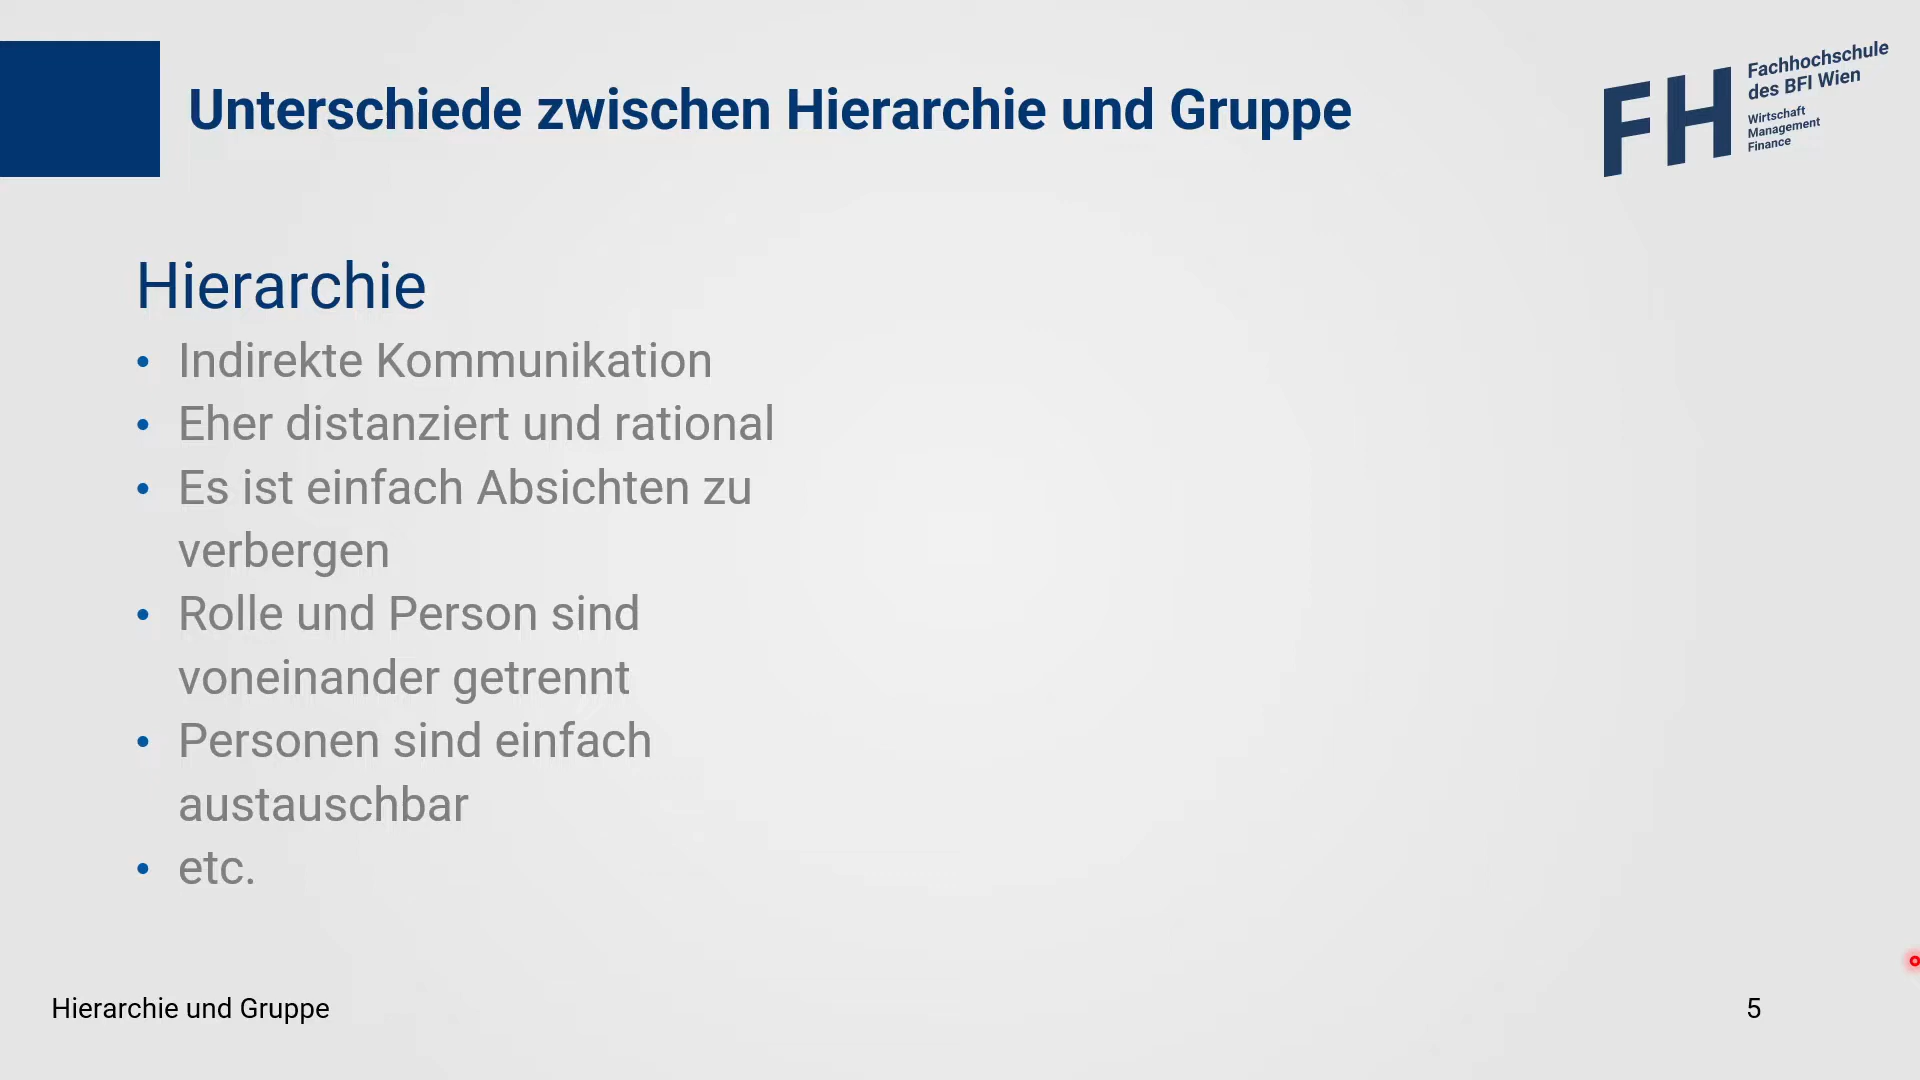 Unterschiede zwischen Hierarchie und Gruppe
FH
Fachhochschule
des BFI Wien
Wirtschaft
Management
Finance
Hierarchie
• Indirekte Kommunikation
• Eher distanziert und rational
• Es ist einfach Absichten zu
verbergen
• Rolle und Person sind
voneinander getrennt
• Personen sind einfach
austauschbar
• etc.
Hierarchie und Gruppe
5